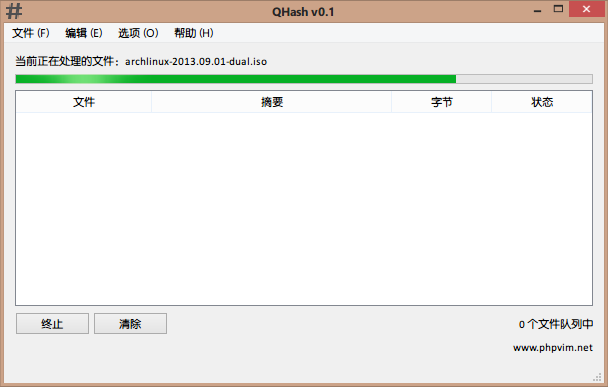 QHash v0.1
文件 (F) 编辑 (E) 选项 (O) 帮助 (H)
当前正在处理的文件：archlinux-2013.09.01-dual.iso
文件 摘要 字节 状态
终止 清除 0 个文件队列中
www.phpvim.net